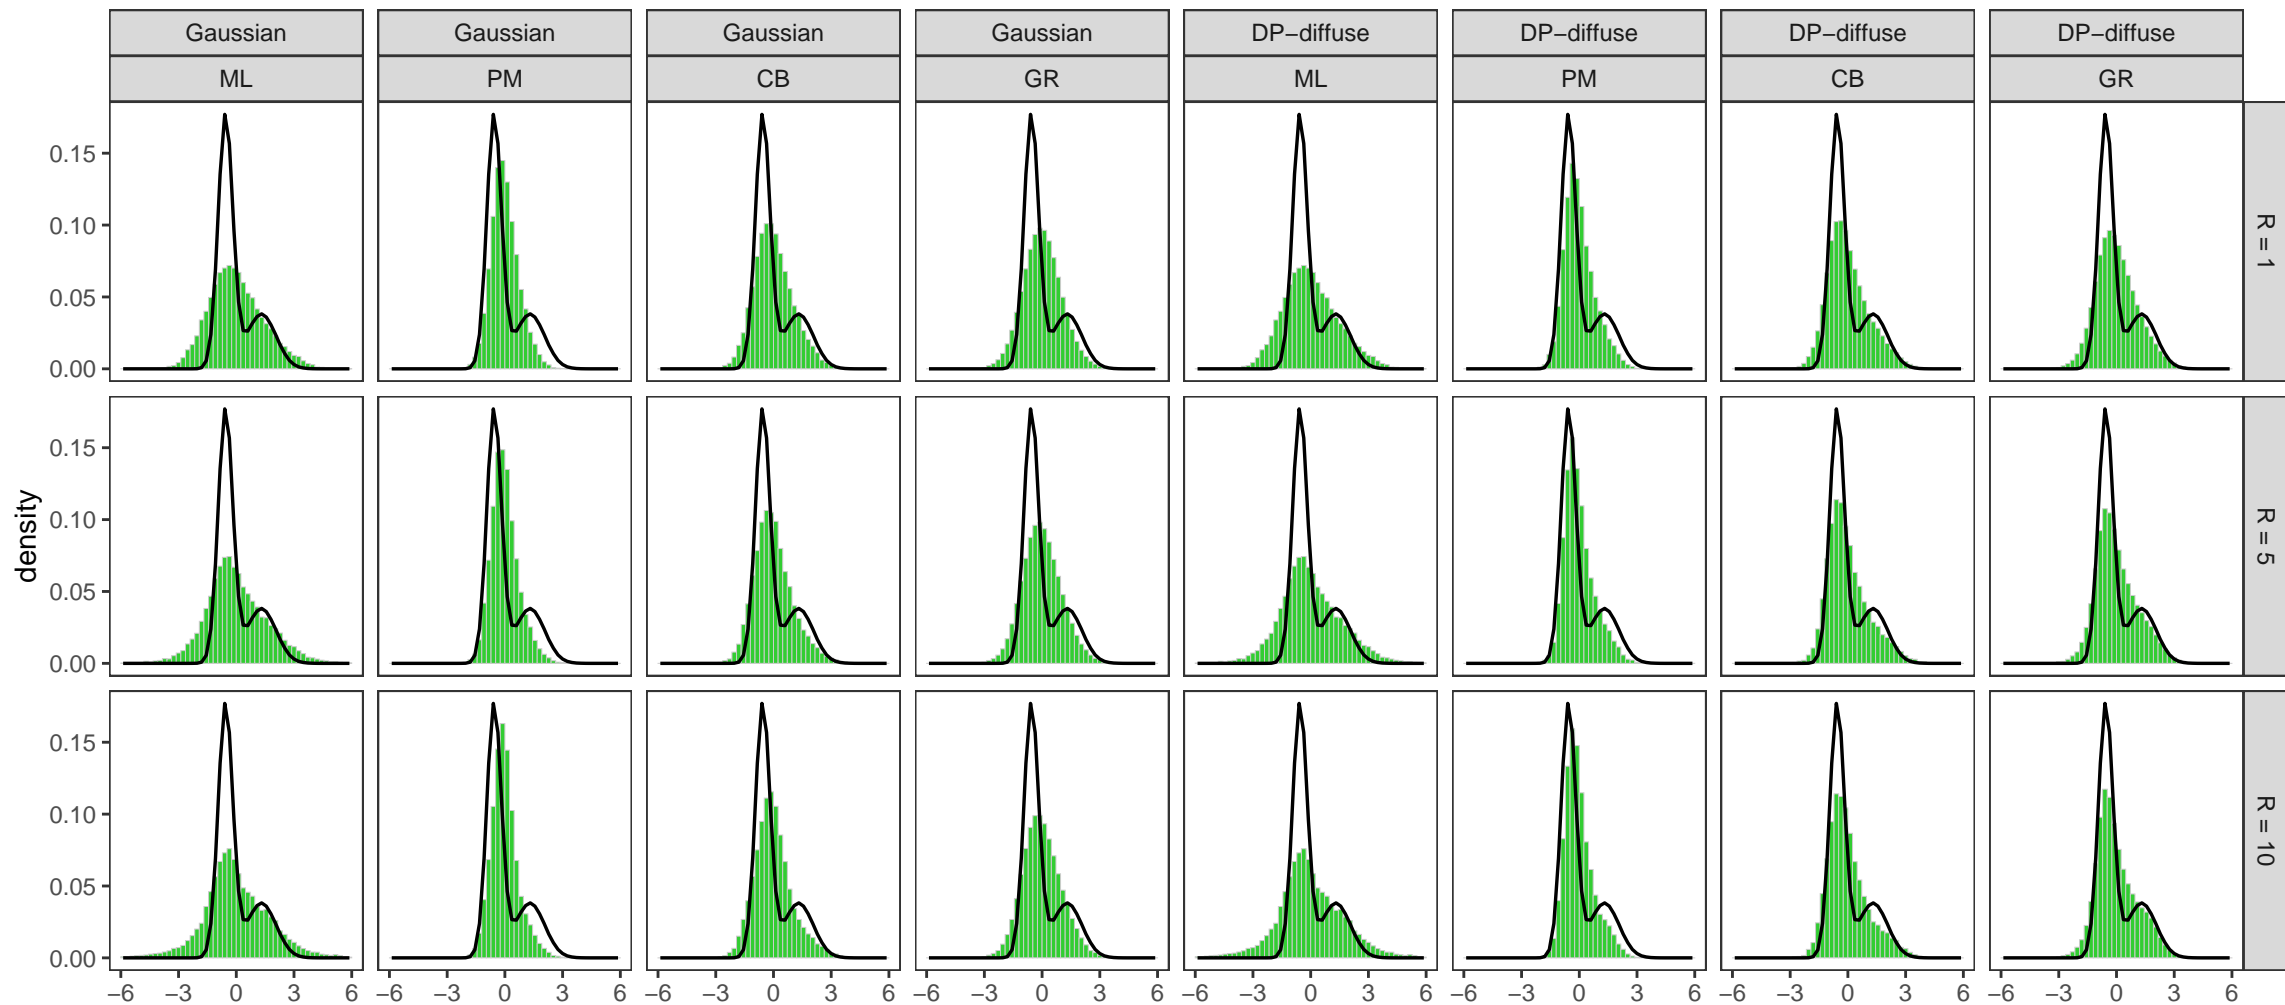 Gaussian Gaussian Gaussian Gaussian DP−diffuse DP−diffuse DP−diffuse DP−diffuse
ML PM CB GR ML PM CB GR
0.15
0.10
0.05
0.00
R = 1
density
0.15
0.10
0.05
0.00
R = 5
0.15
0.10
0.05
0.00
R = 10
−6 −3 0 3 6 −6 −3 0 3 6 −6 −3 0 3 6 −6 −3 0 3 6 −6 −3 0 3 6 −6 −3 0 3 6 −6 −3 0 3 6 −6 −3 0 3 6